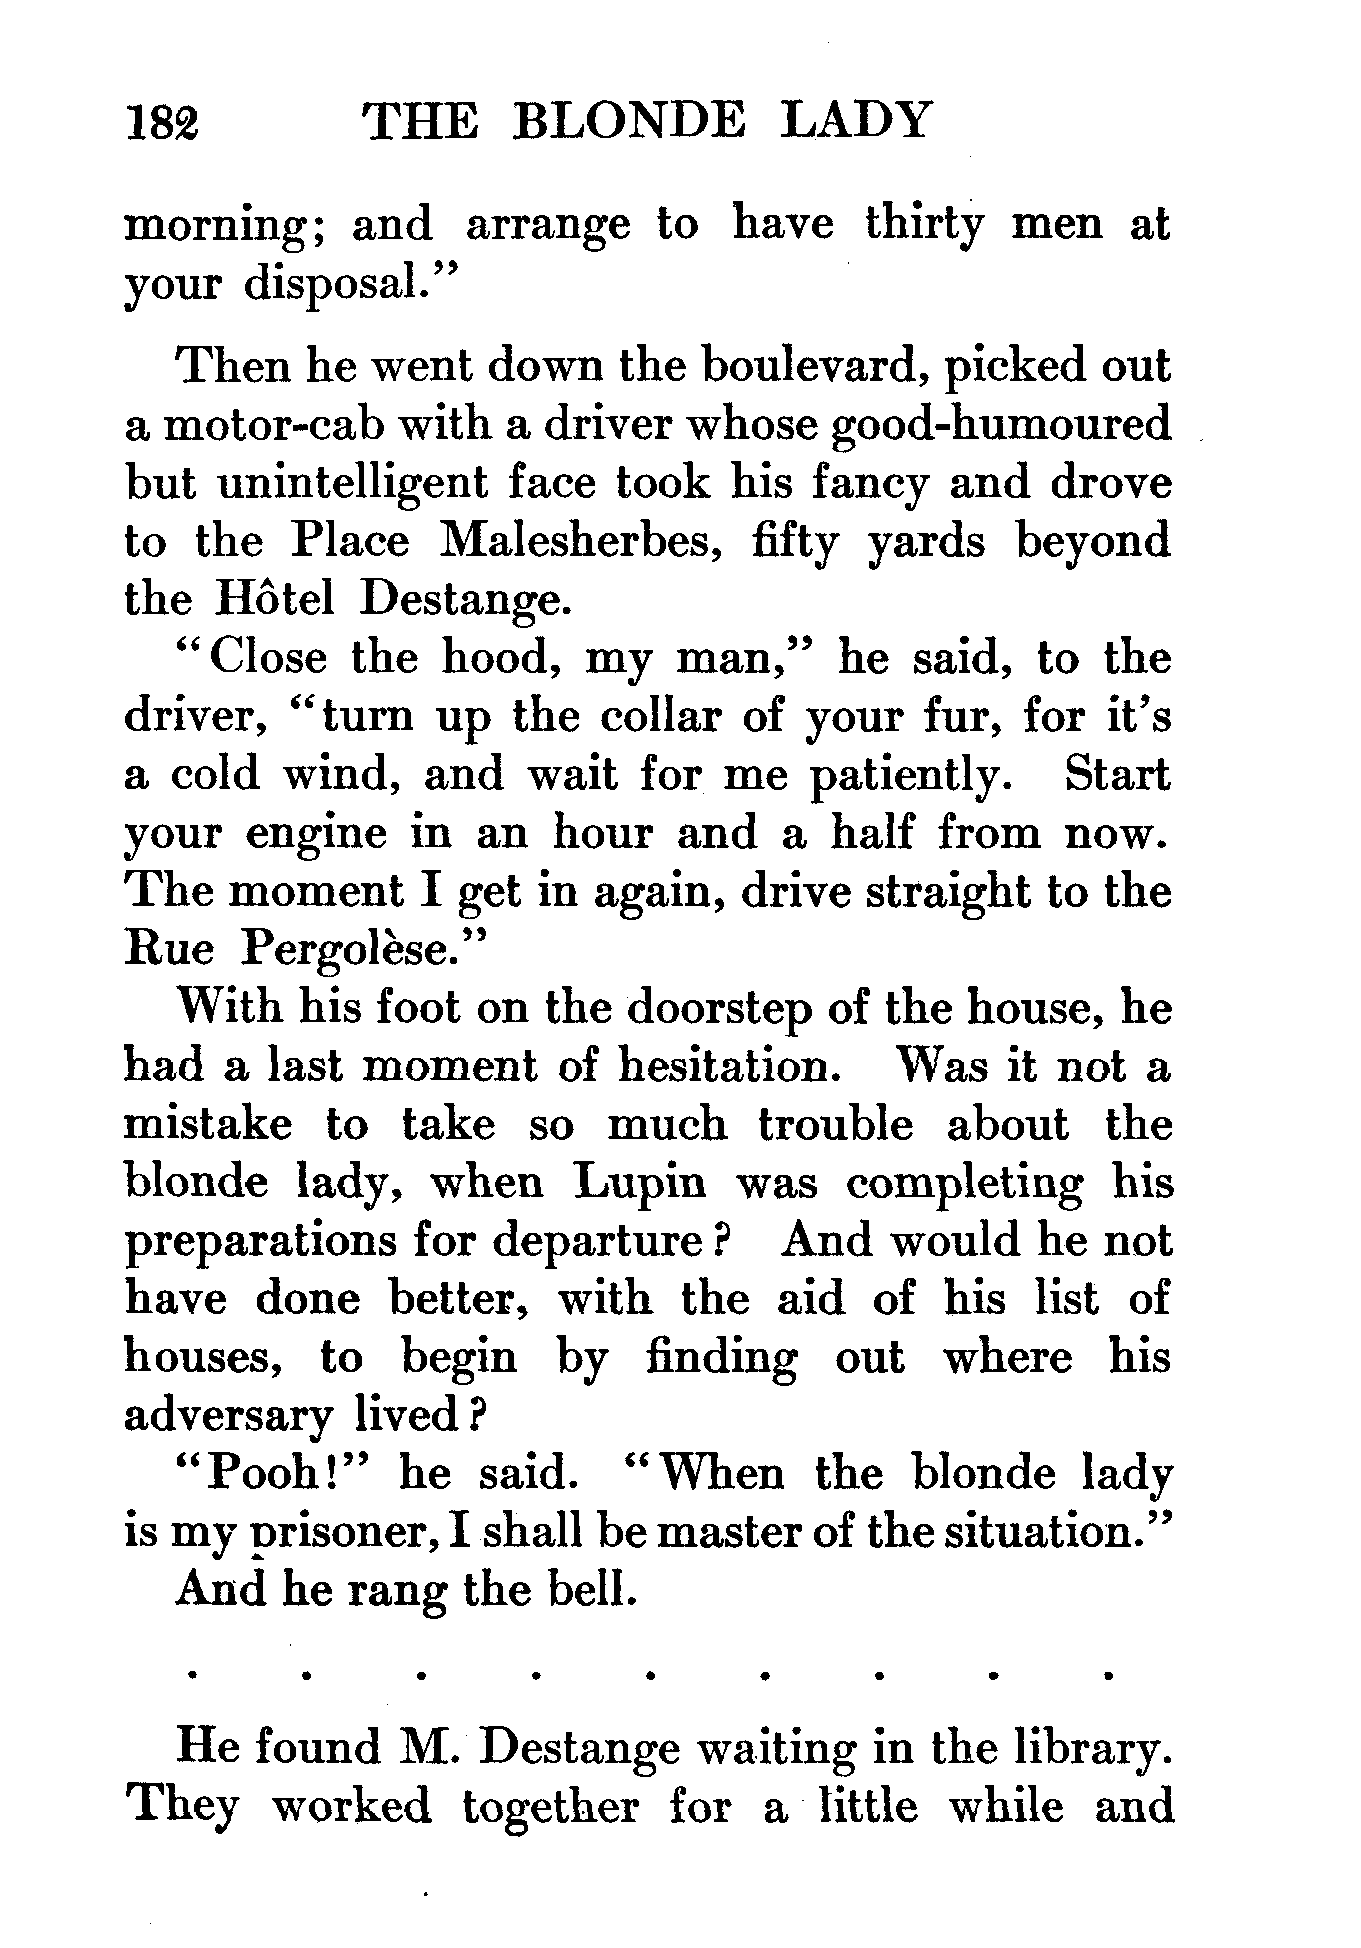 182 THE BLONDE LADY
morning; and arrange to have thirty men at
your disposal."
Then he went down the boulevard, picked out
a motor-cab with a driver whose good-humoured
but unintelligent face took his fancy and drove
to the Place Malesherbes, fifty yards beyond
the Hôtel Destange.
"Close the hood, my man," he said, to the
driver, "turn up the collar of your fur, for it's
a cold wind, and wait for me patiently. Start
your engine in an hour and a half from now.
The moment I get in again, drive straight to the
Rue Pergolèse."
With his foot on the doorstep of the house, he
had a last moment of hesitation. Was it not a
mistake to take so much trouble about the
blonde lady, when Lupin was completing his
preparations for departure? And would he not
have done better, with the aid of his list of
houses, to begin by finding out where his
adversary lived?
"Pooh!" he said. "When the blonde lady
is my prisoner, I shall be master of the situation."
And he rang the bell.
. . . . . . . . .
He found M. Destange waiting in the library.
They worked together for a little while and